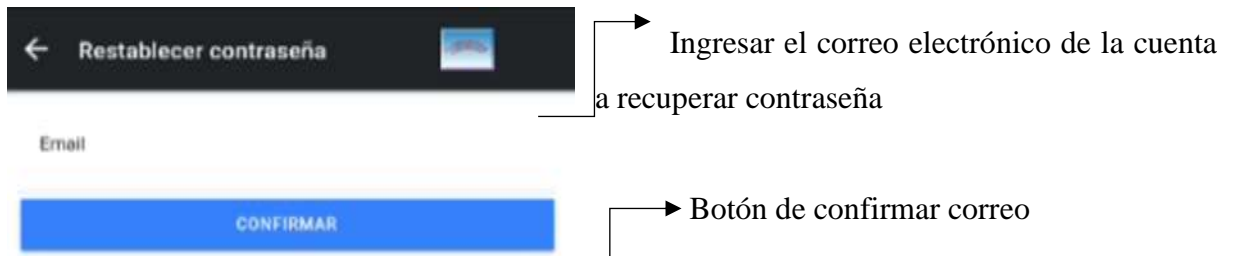 Restablecer contraseña
Email
CONFIRMAR
Ingresar el correo electrónico de la cuenta
a recuperar contraseña
Botón de confirmar correo